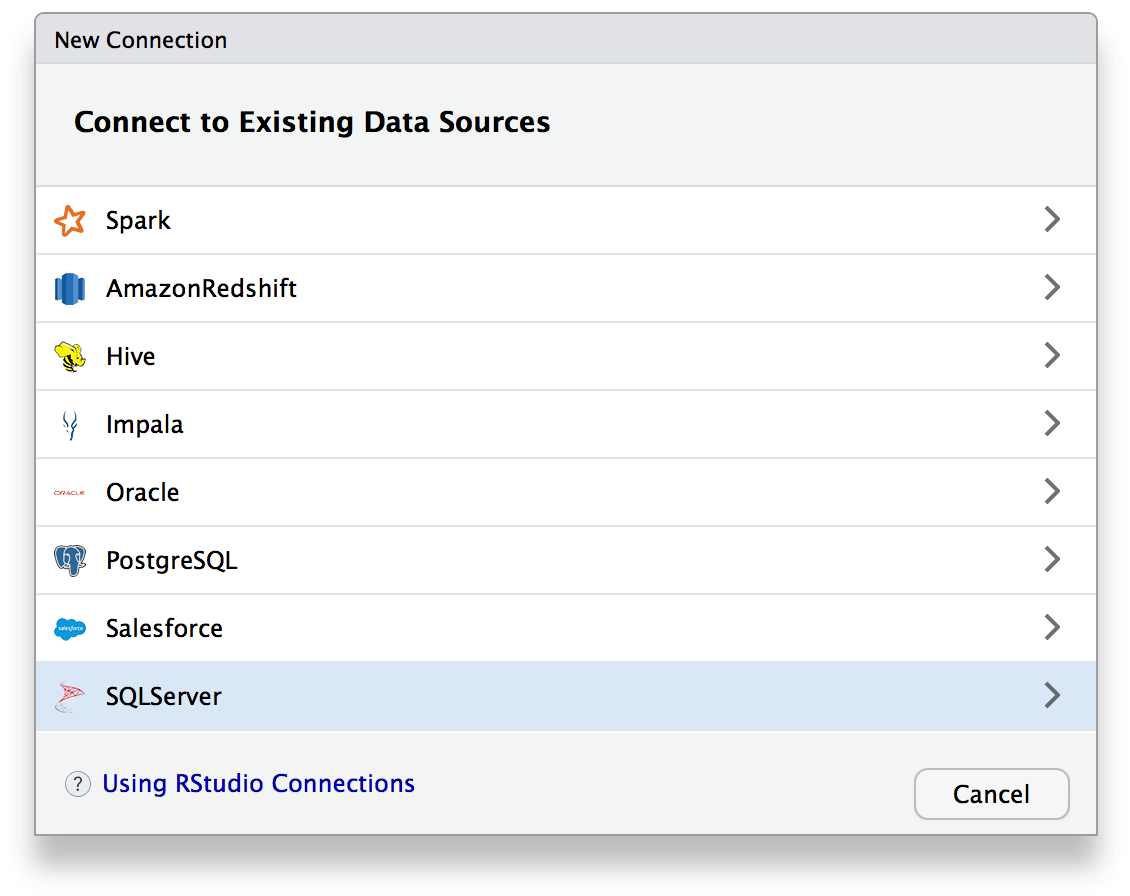 New Connection
Connect to Existing Data Sources
Spark
AmazonRedshift
Hive
Impala
ORACLE Oracle
PostgreSQL
salesforce Salesforce
SQLServer
? Using RStudio Connections
Cancel